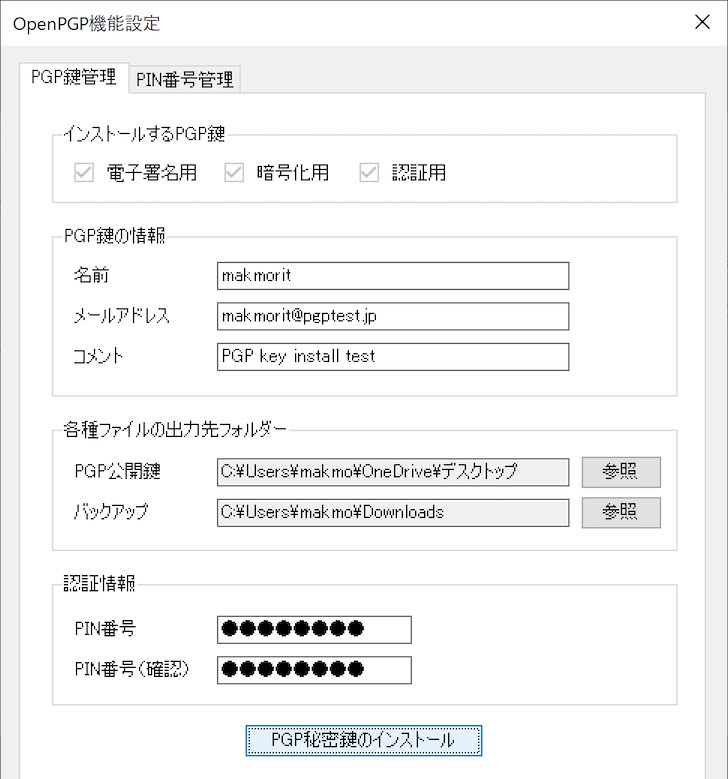 OpenPGP機能設定
PGP鍵管理 PIN番号管理
インストールするPGP鍵
電子署名用 暗号化用 認証用
PGP鍵の情報
名前 makmorit
メールアドレス makmorit@pgptest.jp
コメント PGP key install test
各種ファイルの出力先フォルダー
PGP公開鍵 C:¥Users¥makmo¥OneDrive¥デスクトップ 参照
バックアップ C:¥Users¥makmo¥Downloads 参照
認証情報
PIN番号 ●●●●●●●●
PIN番号(確認) ●●●●●●●●
PGP秘密鍵のインストール